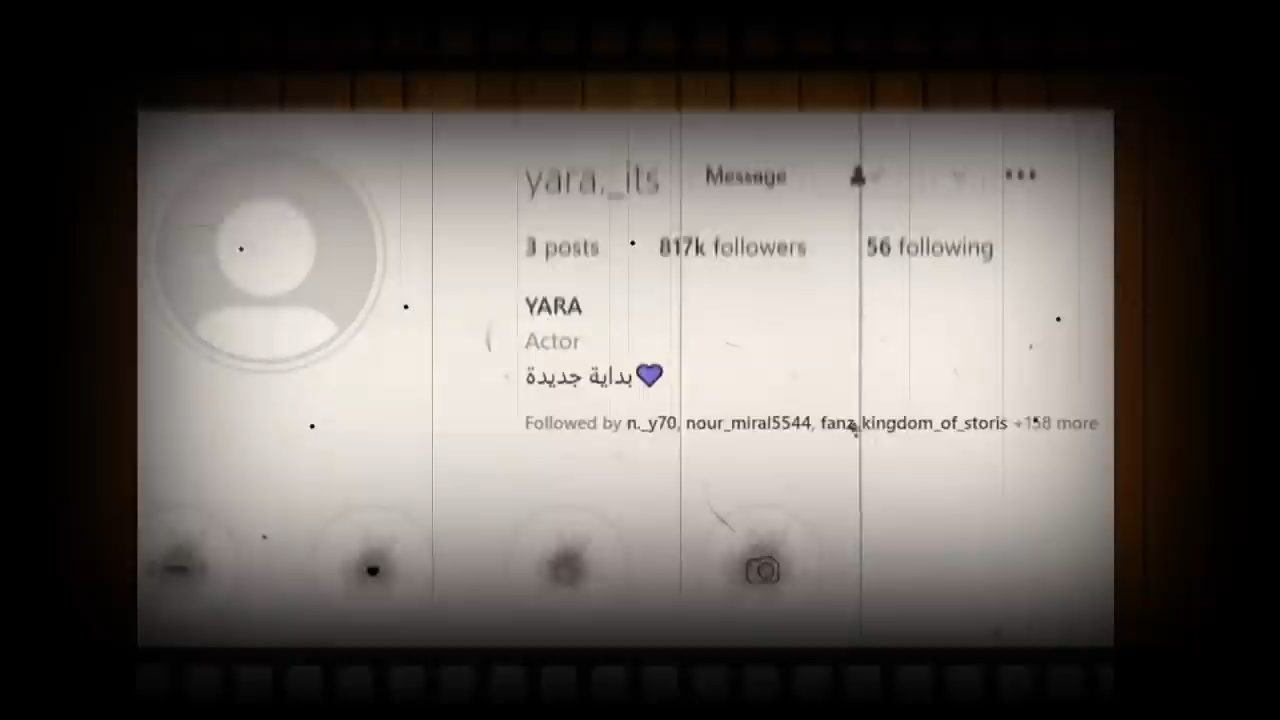 yara._its Message
3 posts 817k followers 56 following
YARA
Actor
بداية جديدة💜
Followed by n._y70, nour_miral5544, fanz_kingdom_of_storis +158 more